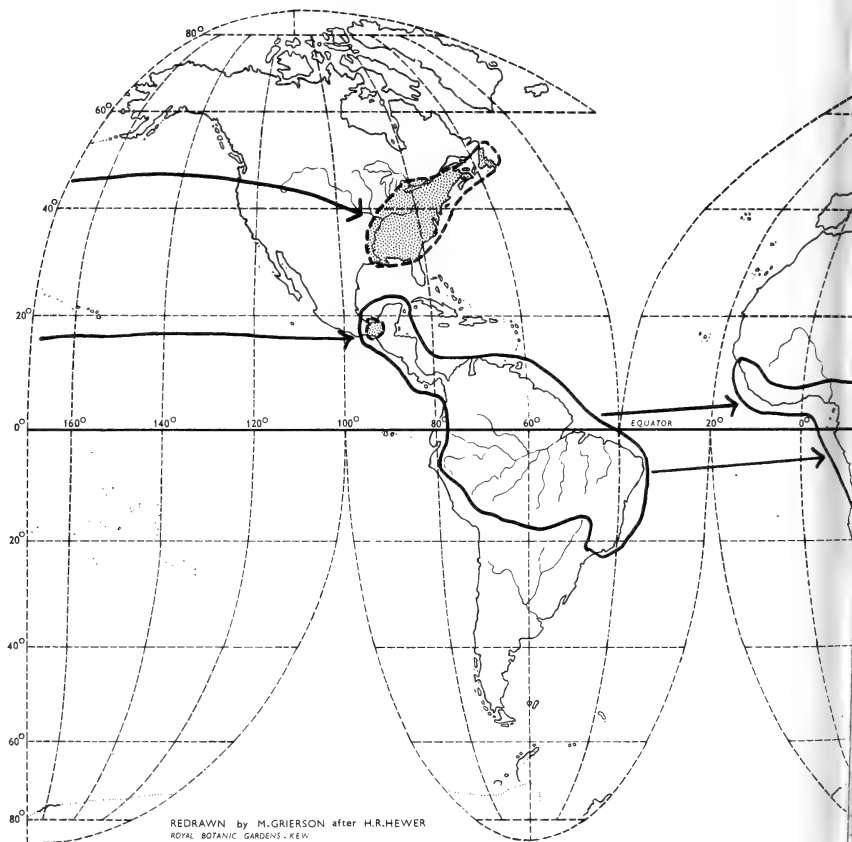 80°
60°
40°
20°
160° 140° 120° 100° 80° 60° 20° 0°
0° EQUATOR
20°
40°
60°
80°
REDRAWN by M.GRIERSON after H.R.HEWER
ROYAL BOTANIC GARDENS - KEW